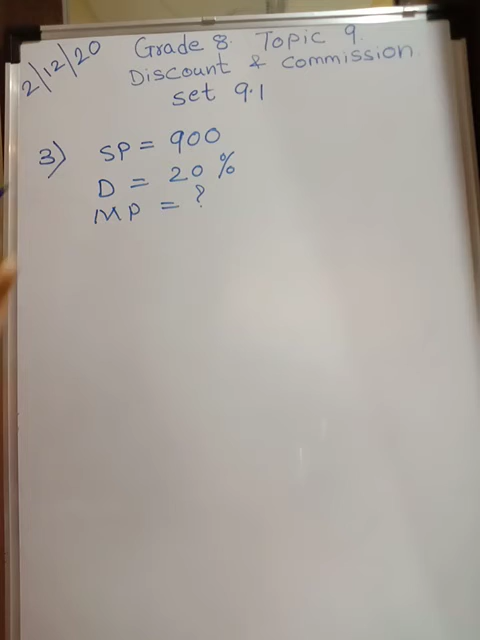 2/12/20 Grade 8. Topic 9.
Discount & Commission.
set 9.1
3) SP = 900
D = 20 %
MP = ?